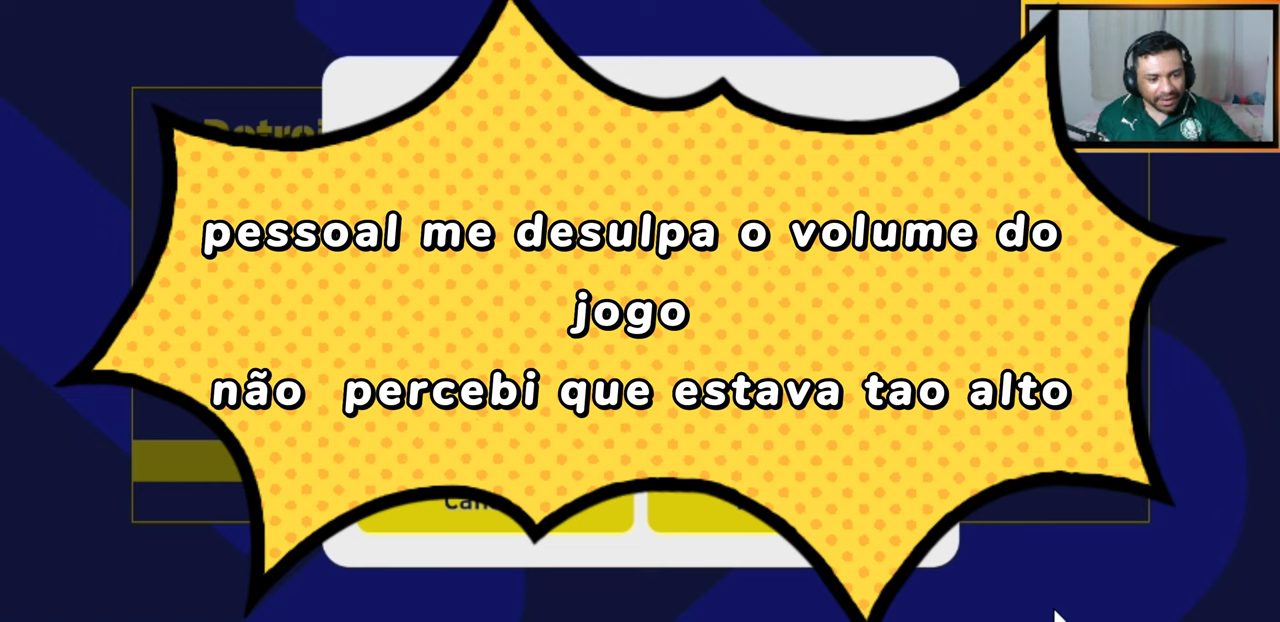 pessoal me desulpa o volume do
jogo
não percebi que estava tao alto